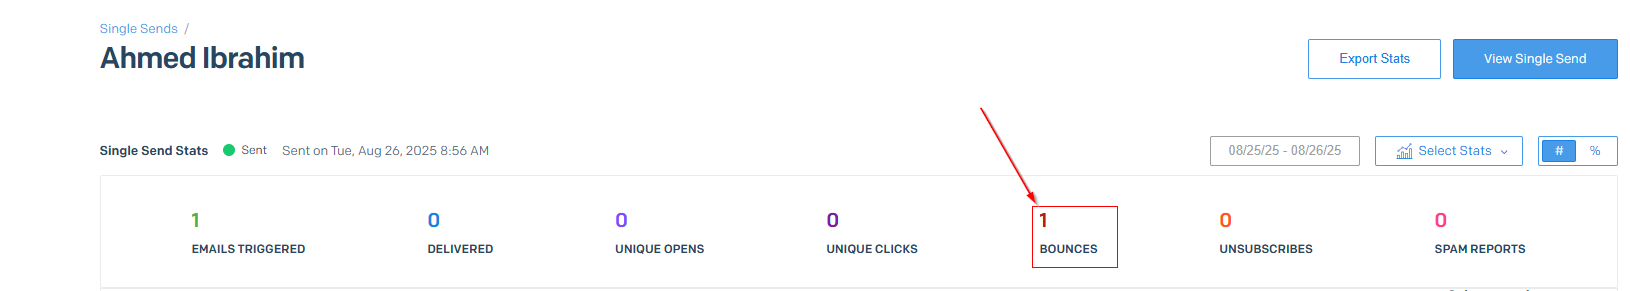 Single Sends /
Ahmed Ibrahim
Export Stats
View Single Send
Single Send Stats Sent Sent on Tue, Aug 26, 2025 8:56 AM
08/25/25 - 08/26/25
Select Stats
# %
1 0 0 0 1 0 0
EMAILS TRIGGERED DELIVERED UNIQUE OPENS UNIQUE CLICKS BOUNCES UNSUBSCRIBES SPAM REPORTS